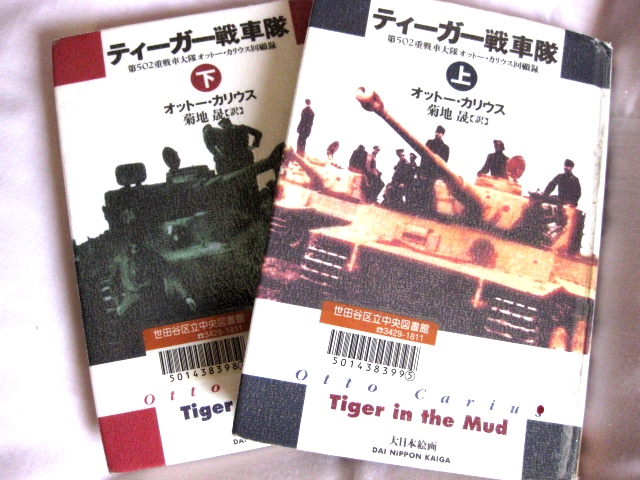 ティーガー戦車隊
第502重戦車大隊オットー・カリウス回顧録
下
オットー・カリウス
菊地 晟【訳】
世田谷区立中央図書館
☎3429-1811
501438398
Otto
Tiger
ティーガー戦車隊
第502重戦車大隊オットー・カリウス回顧録
上
オットー・カリウス
菊地 晟【訳】
世田谷区立中央図書館
☎3429-1811
501438399⑤
Otto Carius
Tiger in the Mud
大日本絵画
DAI NIPPON KAIGA